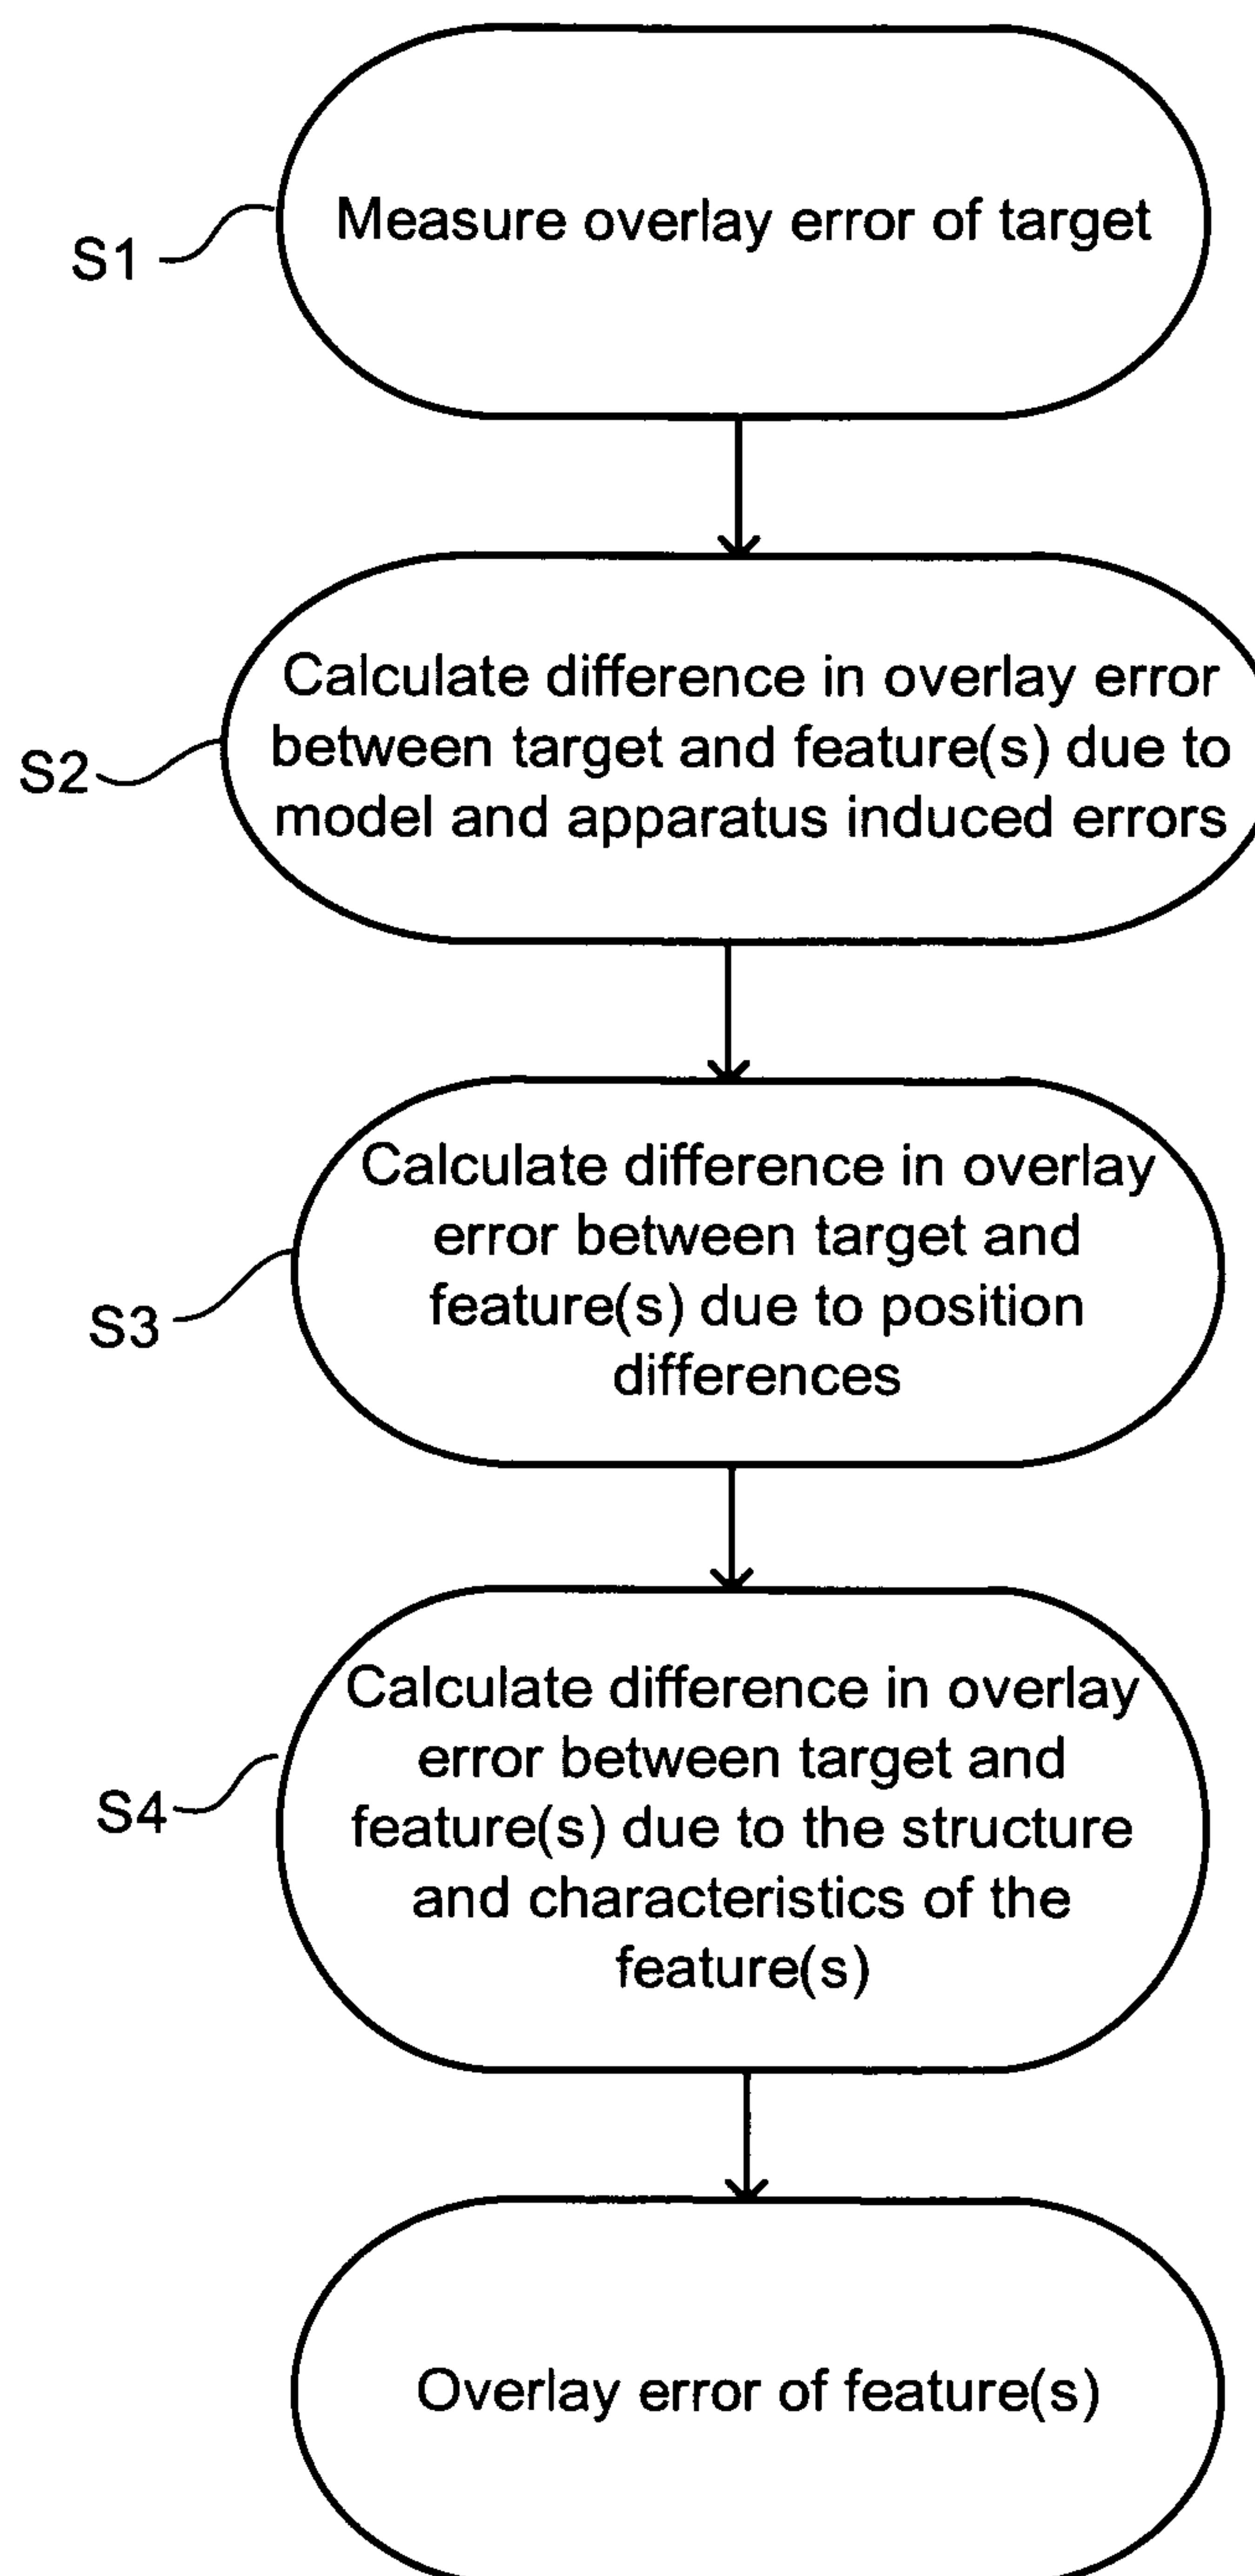 S1
Measure overlay error of target
S2
Calculate difference in overlay error
between target and feature(s) due to
model and apparatus induced errors
S3
Calculate difference in overlay
error between target and
feature(s) due to position
differences
S4
Calculate difference in overlay
error between target and
feature(s) due to the structure
and characteristics of the
feature(s)
Overlay error of feature(s)